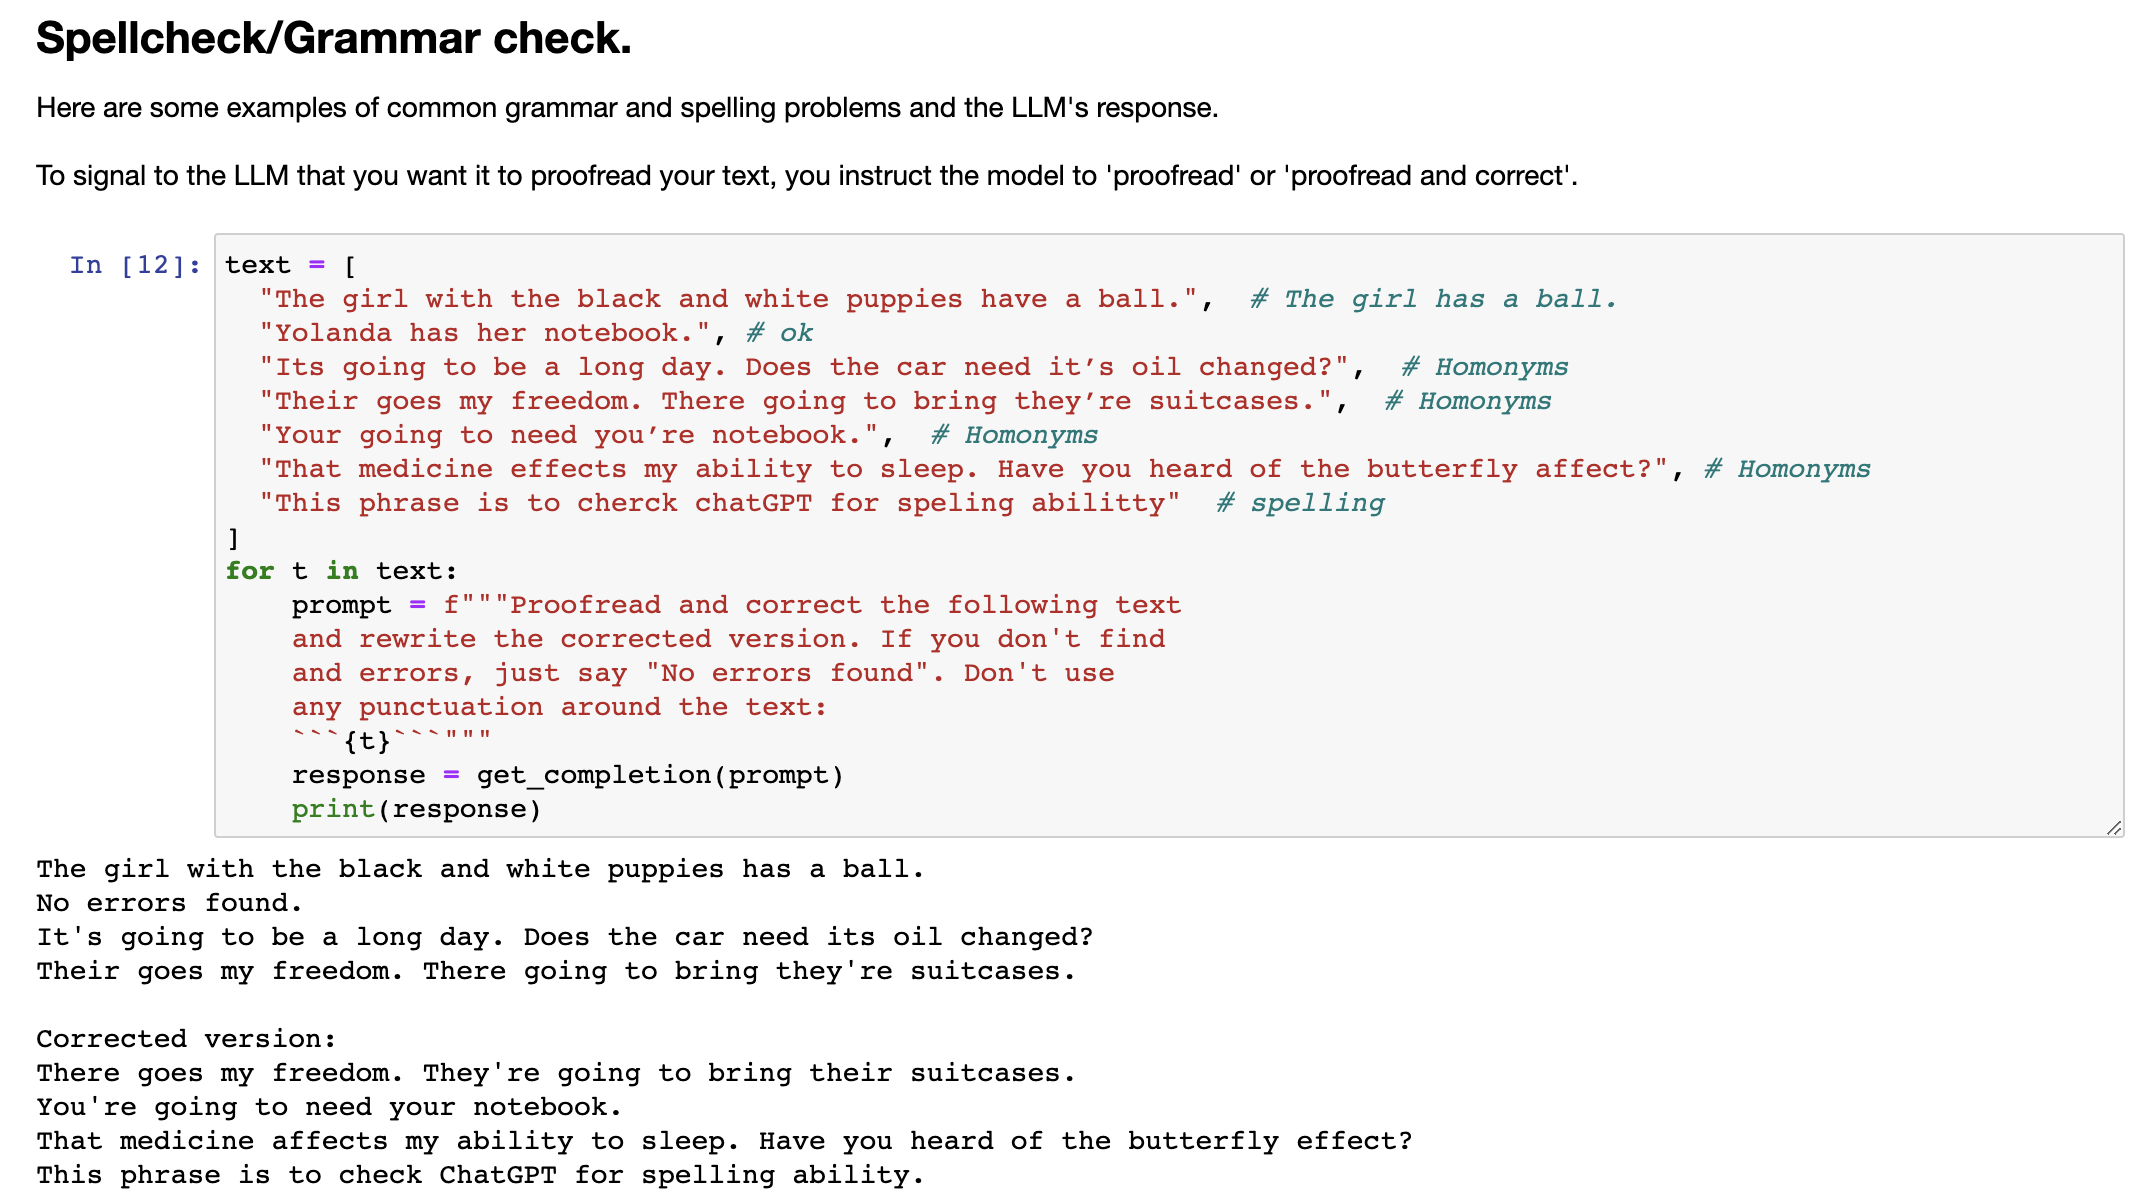 Spellcheck/Grammar check.
Here are some examples of common grammar and spelling problems and the LLM's response.
To signal to the LLM that you want it to proofread your text, you instruct the model to 'proofread' or 'proofread and correct'.
In [12]: text = [
"The girl with the black and white puppies have a ball.",  # The girl has a ball.
"Yolanda has her notebook.", # ok
"Its going to be a long day. Does the car need it’s oil changed?",  # Homonyms
"Their goes my freedom. There going to bring they’re suitcases.",  # Homonyms
"Your going to need you’re notebook.",  # Homonyms
"That medicine effects my ability to sleep. Have you heard of the butterfly affect?", # Homonyms
"This phrase is to cherck chatGPT for speling abilitty"  # spelling
]
for t in text:
prompt = f"""Proofread and correct the following text
and rewrite the corrected version. If you don't find
and errors, just say "No errors found". Don't use
any punctuation around the text:
```{t}```"""
response = get_completion(prompt)
print(response)
The girl with the black and white puppies has a ball.
No errors found.
It's going to be a long day. Does the car need its oil changed?
Their goes my freedom. There going to bring they're suitcases.
Corrected version:
There goes my freedom. They're going to bring their suitcases.
You're going to need your notebook.
That medicine affects my ability to sleep. Have you heard of the butterfly effect?
This phrase is to check ChatGPT for spelling ability.